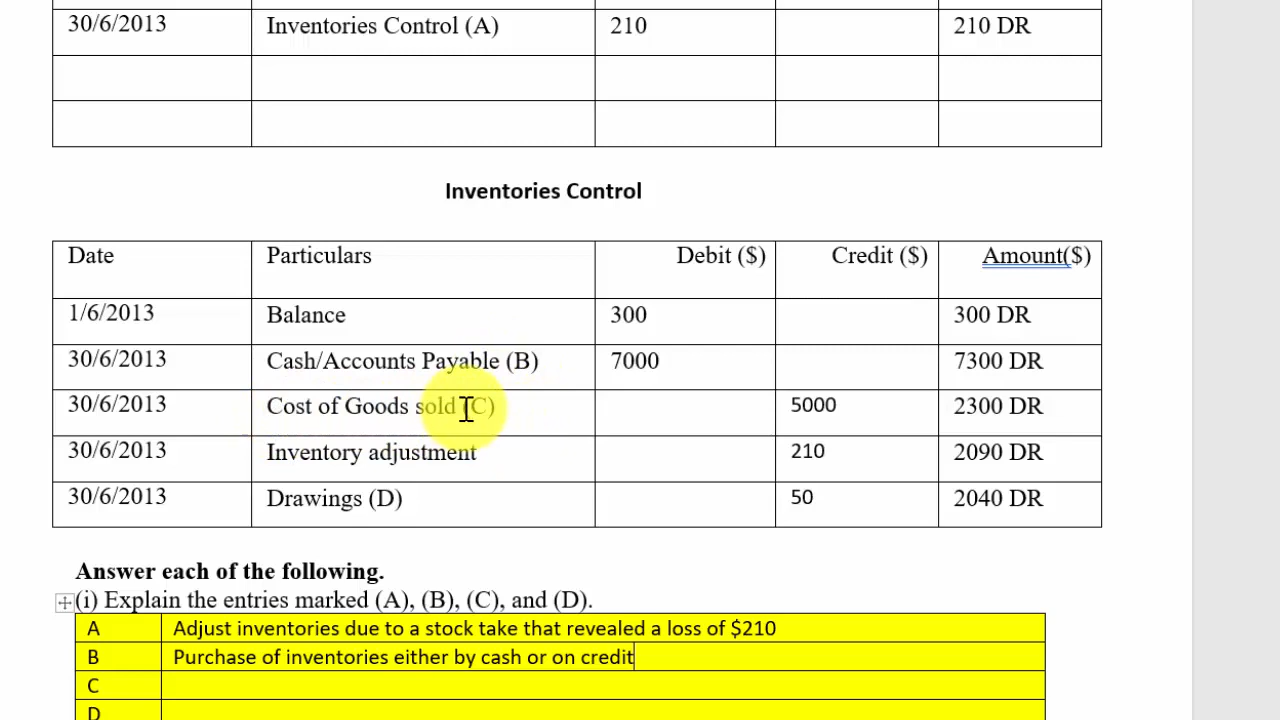 30/6/2013 Inventories Control (A) 210 210 DR
Inventories Control
Date Particulars Debit ($) Credit ($) Amount($)
1/6/2013 Balance 300 300 DR
30/6/2013 Cash/Accounts Payable (B) 7000 7300 DR
30/6/2013 Cost of Goods sold (C) 5000 2300 DR
30/6/2013 Inventory adjustment 210 2090 DR
30/6/2013 Drawings (D) 50 2040 DR
Answer each of the following.
(i) Explain the entries marked (A), (B), (C), and (D).
A Adjust inventories due to a stock take that revealed a loss of $210
B Purchase of inventories either by cash or on credit
C
D